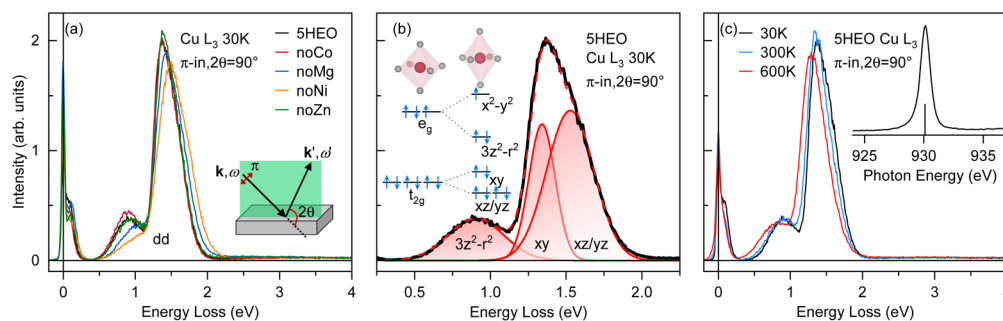 (a)
Cu L3 30K
π-in,2θ=90°
5HEO
noCo
noMg
noNi
noZn
k,ω
π
k',ω'
2θ
dd
Intensity (arb. units)
0
1
2
0
1
2
3
4
Energy Loss (eV)
(b)
5HEO
Cu L3 30K
π-in,2θ=90°
x²-y²
eg
3z²-r²
xy
t2g
xz/yz
3z²-r²
xy
xz/yz
0.5
1.0
1.5
2.0
Energy Loss (eV)
(c)
30K
300K
600K
5HEO Cu L3
π-in,2θ=90°
925
930
935
Photon Energy (eV)
0
1
2
3
4
Energy Loss (eV)